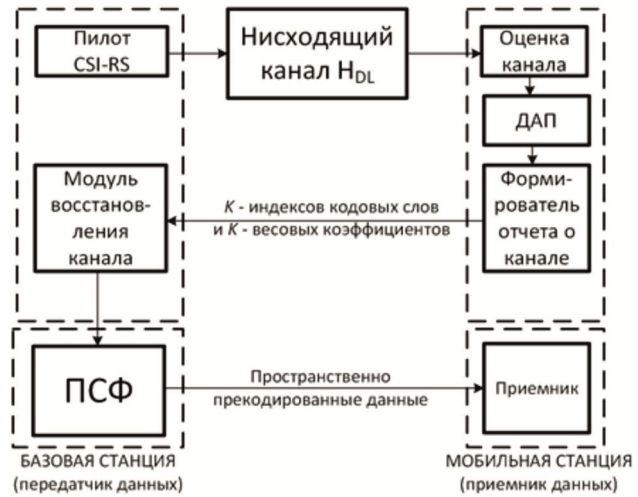 Пилот
CSI-RS
Нисходящий
канал H_DL
Оценка
канала
ДАП
Модуль
восстанов-
ления
канала
K - индексов кодовых слов
и K - весовых коэффициентов
Форми-
рователь
отчета о
канале
ПСФ
Пространственно
прекодированные данные
Приемник
БАЗОВАЯ СТАНЦИЯ
(передатчик данных)
МОБИЛЬНАЯ СТАНЦИЯ
(приемник данных)